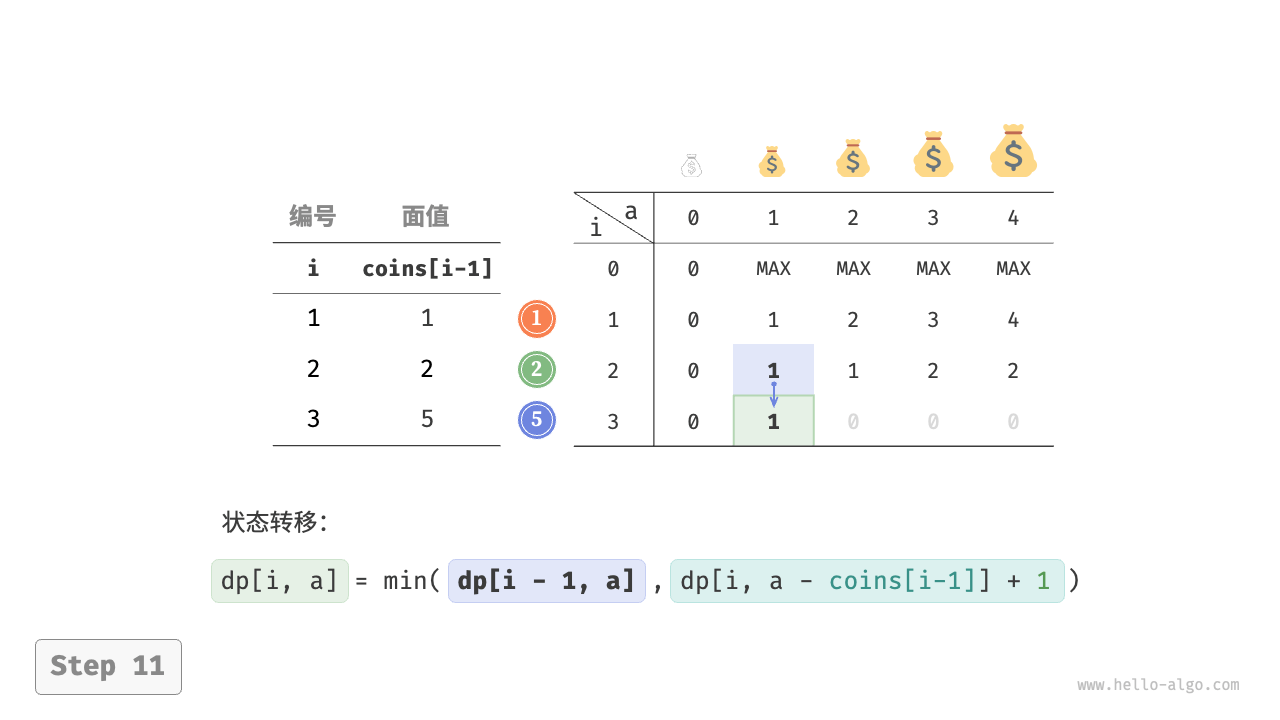 编号 面值
i coins[i-1]
1 1 1
2 2 2
3 5 5
$ $ $ $ $
i a 0 1 2 3 4
0 0 MAX MAX MAX MAX
1 0 1 2 3 4
2 0 1 1 2 2
3 0 1 0 0 0
状态转移：
dp[i, a] = min( dp[i - 1, a] , dp[i, a - coins[i-1]] + 1 )
Step 11
www.hello-algo.com